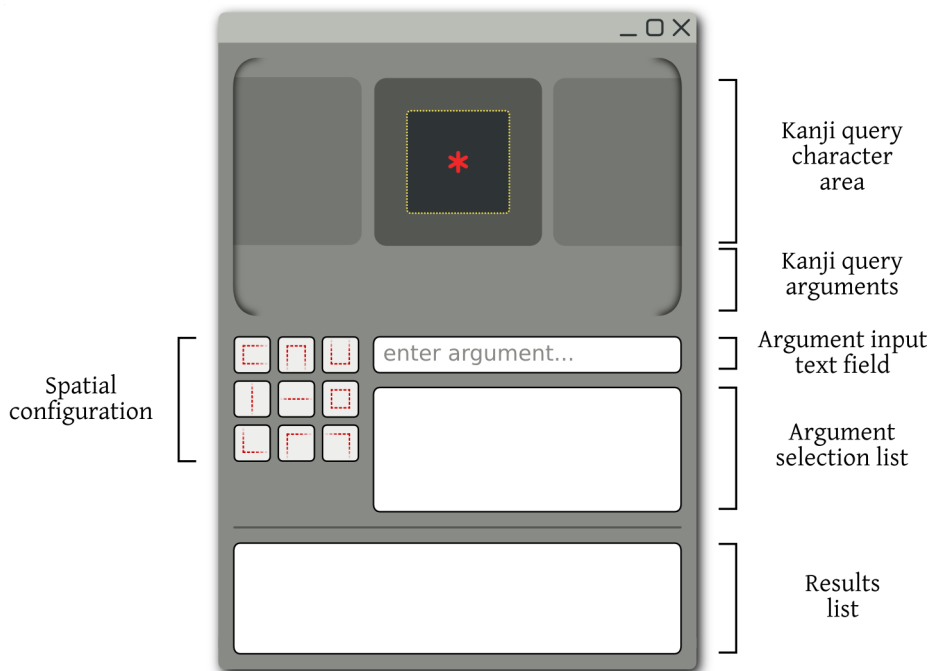 Kanji query
character
area
Kanji query
arguments
Argument input
text field
enter argument...
Spatial
configuration
Argument
selection list
Results
list